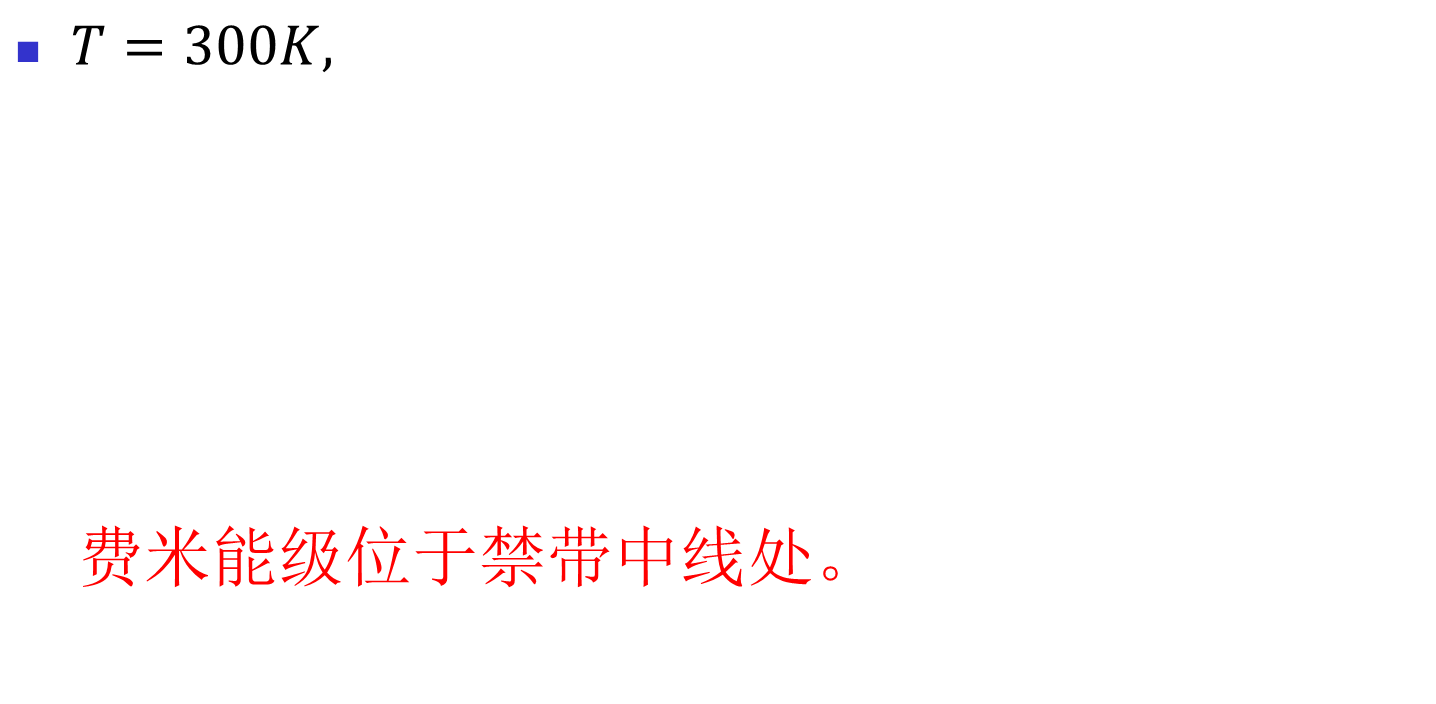 ■ T = 300K,
费米能级位于禁带中线处。